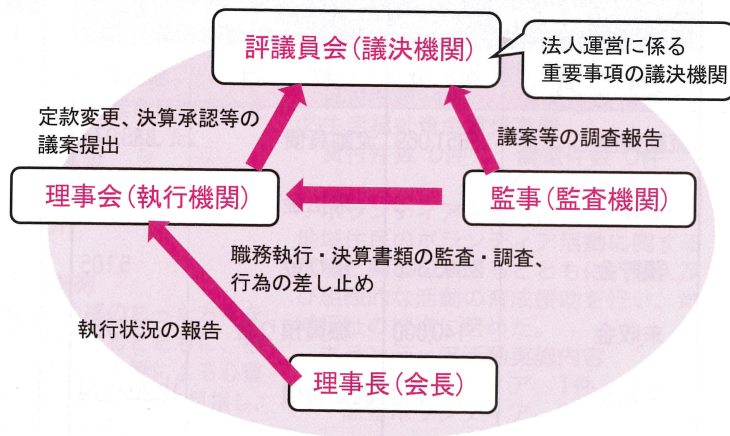 評議員会(議決機関)
法人運営に係る
重要事項の議決機関
定款変更、決算承認等の
議案提出
議案等の調査報告
理事会(執行機関)
監事(監査機関)
職務執行・決算書類の監査・調査、
行為の差し止め
執行状況の報告
理事長(会長)